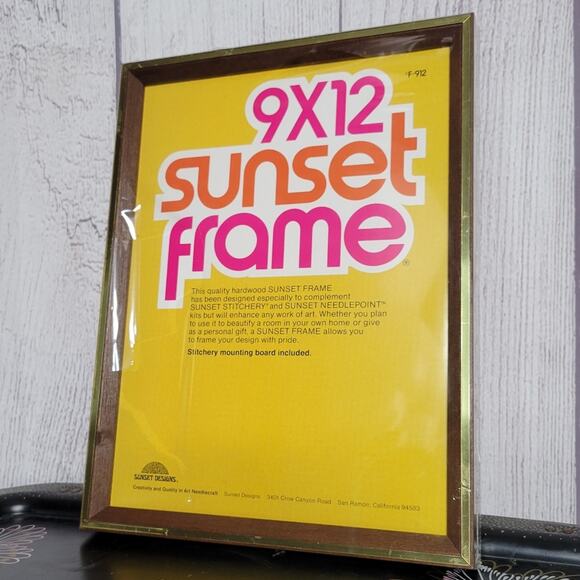 F-912
9X12
sunset
frame®
This quality hardwood SUNSET FRAME
has been designed especially to complement
SUNSET STITCHERY® and SUNSET NEEDLEPOINT™
kits but will enhance any work of art. Whether you plan
to use it to beautify a room in your own home or give
as a personal gift, a SUNSET FRAME allows you
to frame your design with pride.
Stitchery mounting board included.
SUNSET DESIGNS®
Creativity and Quality in Art Needlecraft Sunset Designs 3401 Crow Canyon Road San Ramon, California 94583